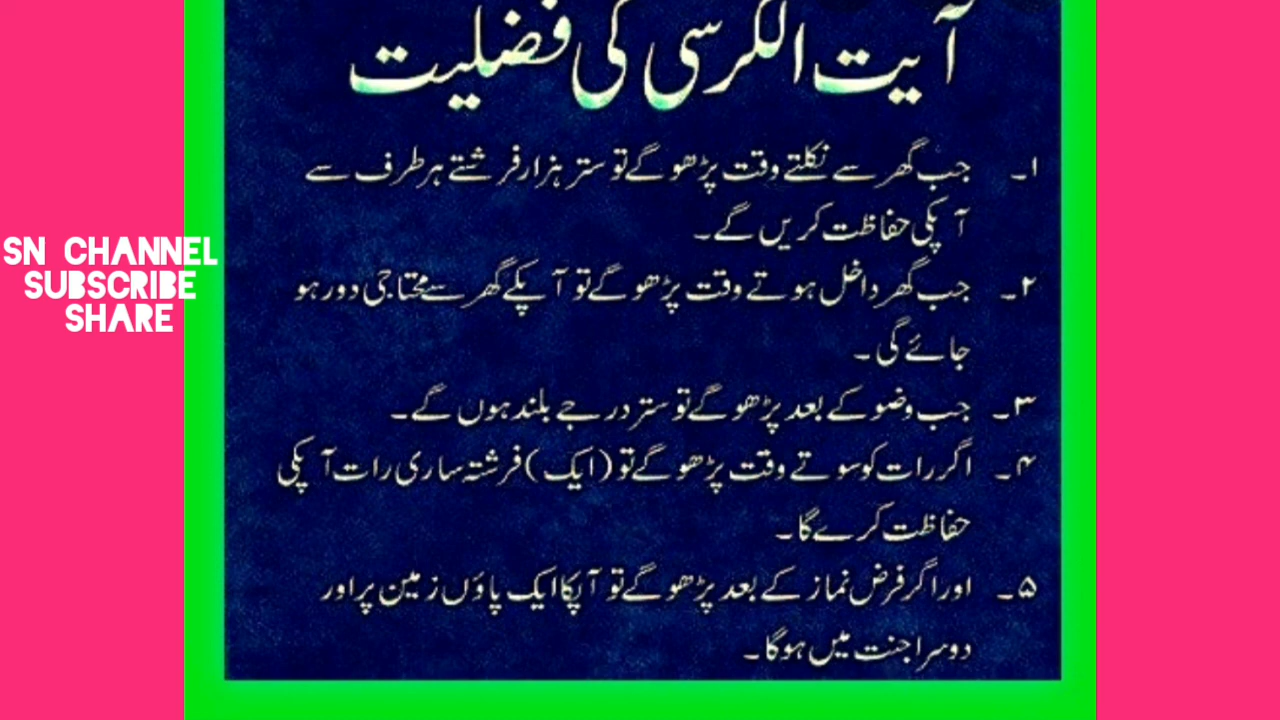 آیت الکرسی کی فضلیت
۱۔ جب گھر سے نکلتے وقت پڑھو گے تو ستر ہزار فرشتے ہر طرف سے
آپکی حفاظت کریں گے۔
۲۔ جب گھر داخل ہوتے وقت پڑھو گے تو آپکے گھر سے محتاجی دور ہو
جائے گی۔
۳۔ جب وضو کے بعد پڑھو گے تو ستر درجے بلند ہوں گے۔
۴۔ اگر رات کو سوتے وقت پڑھو گے تو (ایک) فرشتہ ساری رات آپکی
حفاظت کرے گا۔
۵۔ اور اگر فرض نماز کے بعد پڑھو گے تو آپکا ایک پاؤں زمین پر اور
دوسرا جنت میں ہوگا۔
SN CHANNEL
SUBSCRIBE
SHARE